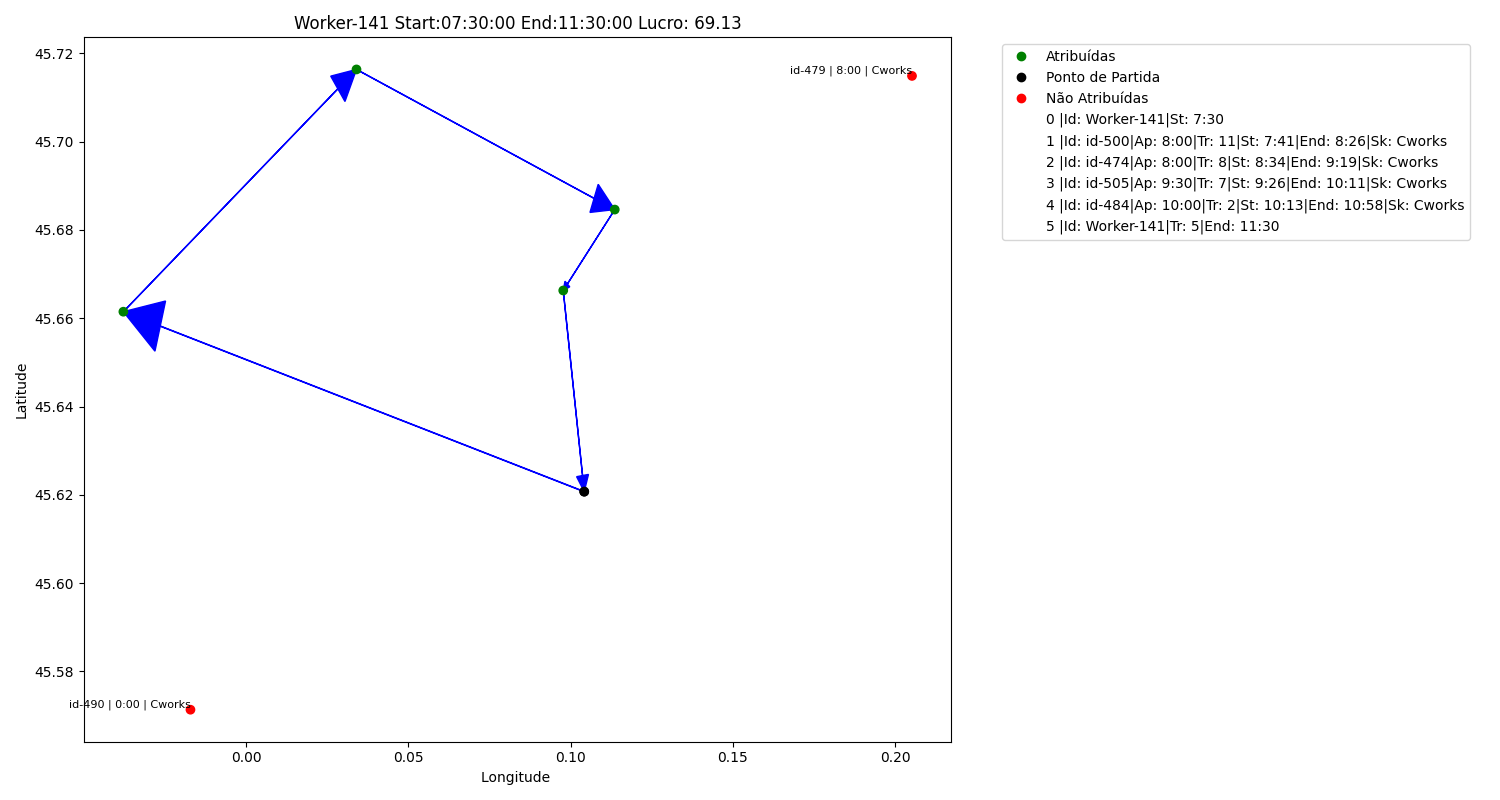 Worker-141 Start:07:30:00 End:11:30:00 Lucro: 69.13
45.72
45.70
45.68
45.66
45.64
45.62
45.60
45.58
Latitude
id-479 | 8:00 | Cworks
id-490 | 0:00 | Cworks
0.00
0.05
0.10
0.15
0.20
Longitude
Atribuídas
Ponto de Partida
Não Atribuídas
0 |Id: Worker-141|St: 7:30
1 |Id: id-500|Ap: 8:00|Tr: 11|St: 7:41|End: 8:26|Sk: Cworks
2 |Id: id-474|Ap: 8:00|Tr: 8|St: 8:34|End: 9:19|Sk: Cworks
3 |Id: id-505|Ap: 9:30|Tr: 7|St: 9:26|End: 10:11|Sk: Cworks
4 |Id: id-484|Ap: 10:00|Tr: 2|St: 10:13|End: 10:58|Sk: Cworks
5 |Id: Worker-141|Tr: 5|End: 11:30